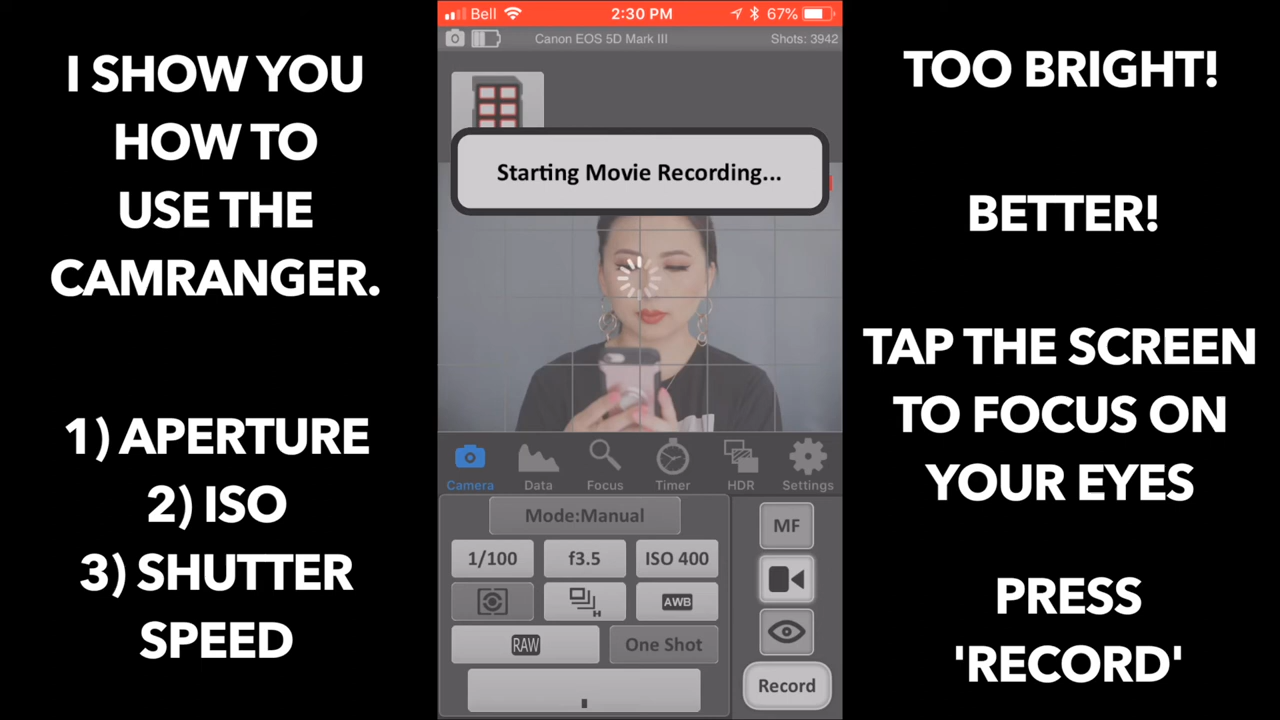 I SHOW YOU
HOW TO
USE THE
CAMRANGER.
1) APERTURE
2) ISO
3) SHUTTER
SPEED
Bell
2:30 PM
67%
Canon EOS 5D Mark III
Shots: 3942
Starting Movie Recording...
Camera
Data
Focus
Timer
HDR
Settings
Mode:Manual
MF
1/100
f3.5
ISO 400
H
AWB
RAW
One Shot
Record
TOO BRIGHT!
BETTER!
TAP THE SCREEN
TO FOCUS ON
YOUR EYES
PRESS
'RECORD'